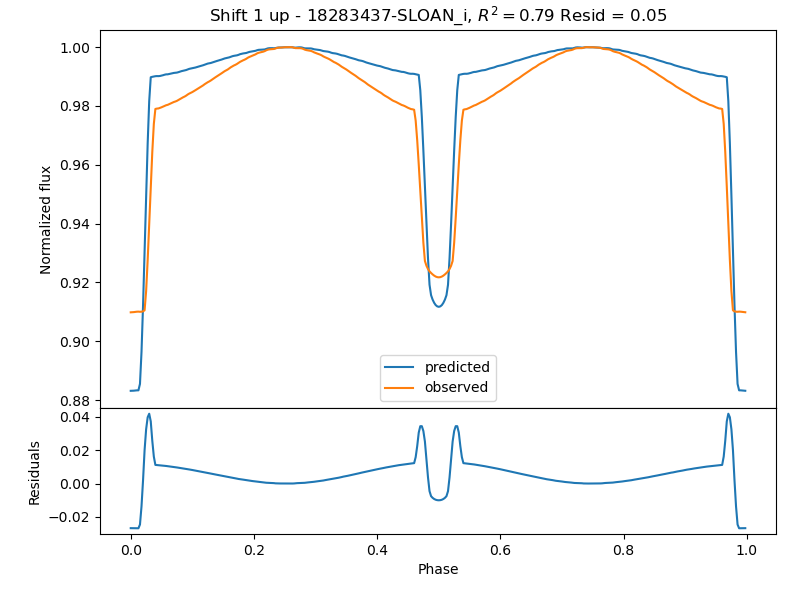 Shift 1 up - 18283437-SLOAN_i, R² = 0.79 Resid = 0.05
1.00
0.98
0.96
0.94
0.92
0.90
0.88
Normalized flux
predicted
observed
0.04
0.02
0.00
−0.02
Residuals
0.0 0.2 0.4 0.6 0.8 1.0
Phase